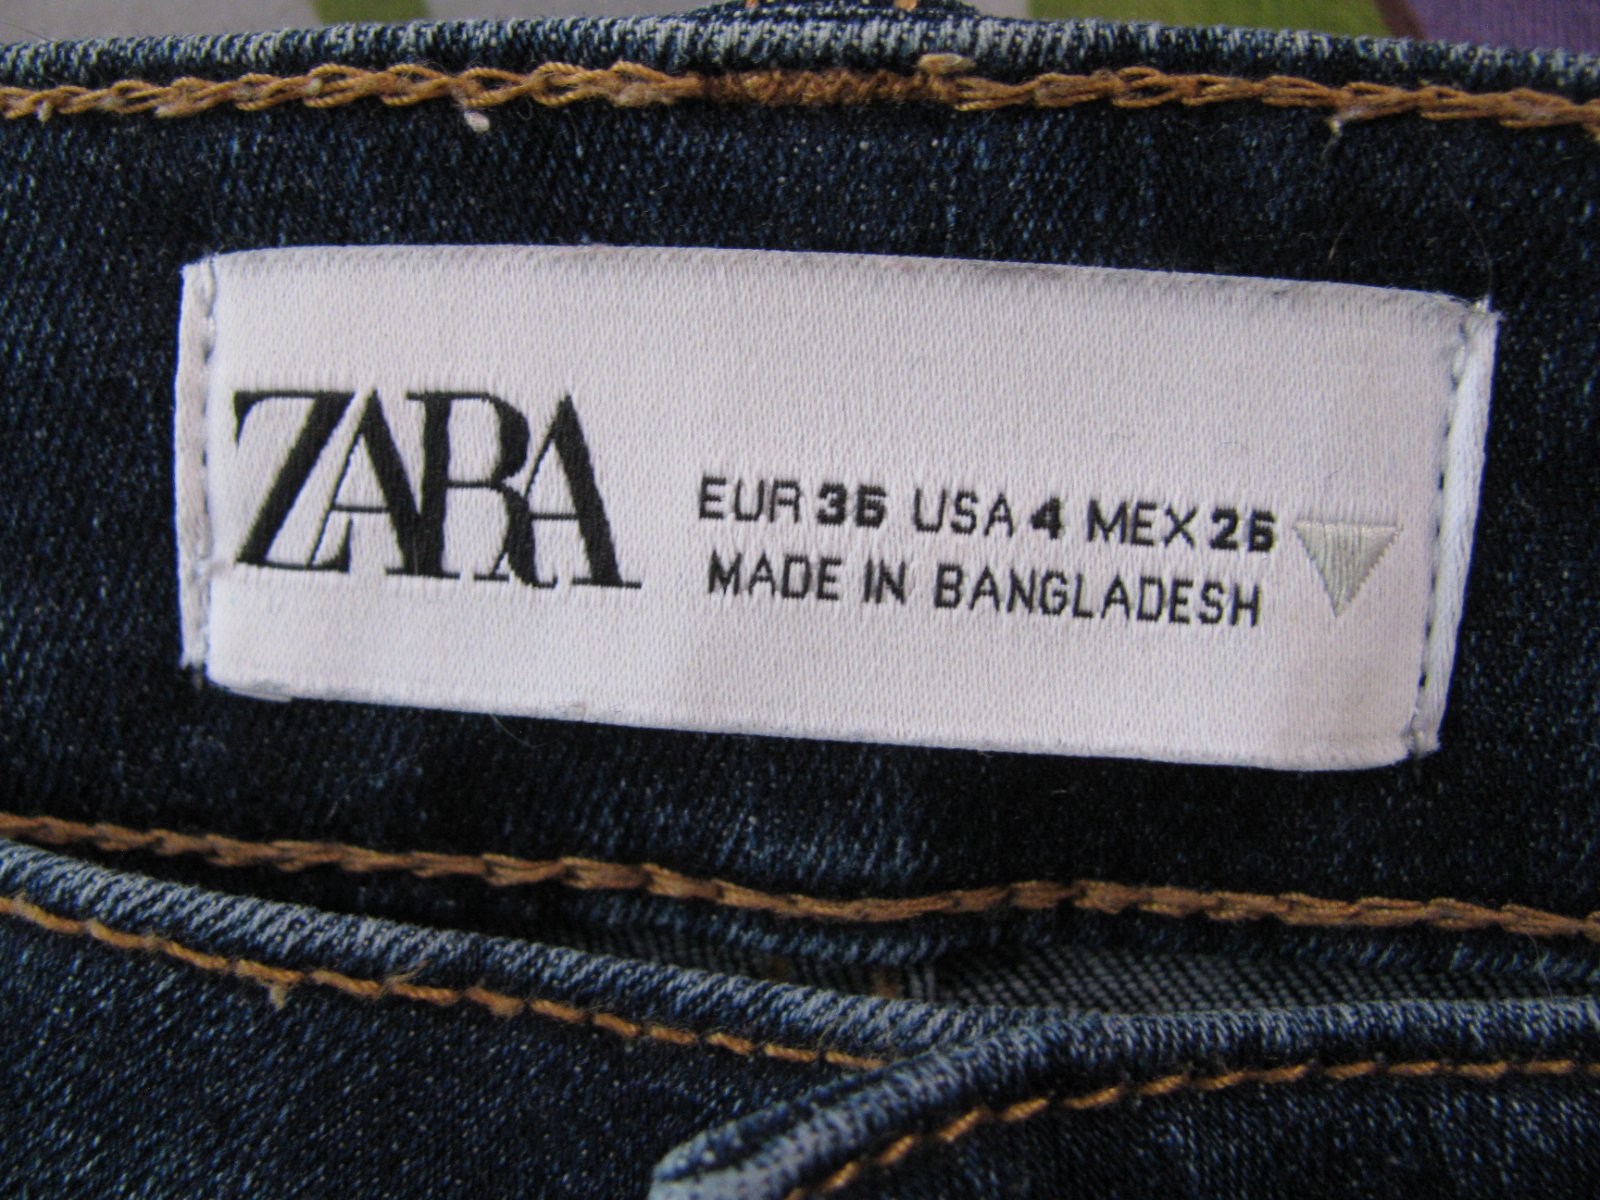 ZARA
EUR 36 USA 4 MEX 26
MADE IN BANGLADESH